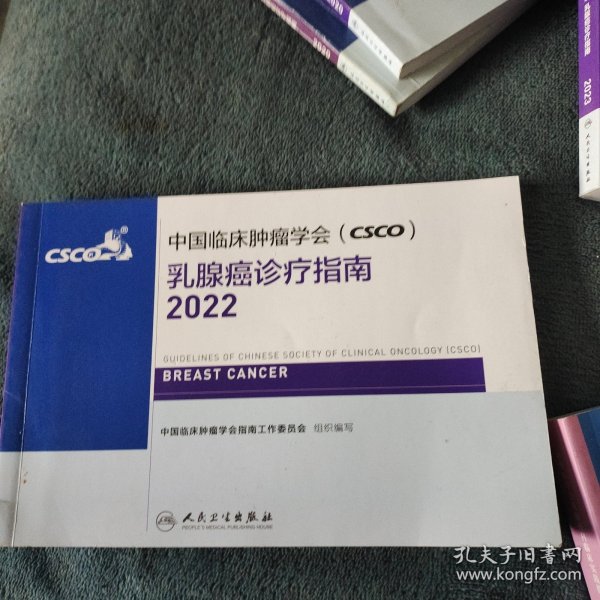 2020
2020
2023
CSCO
中国临床肿瘤学会（CSCO）
乳腺癌诊疗指南
2022
GUIDELINES OF CHINESE SOCIETY OF CLINICAL ONCOLOGY (CSCO)
BREAST CANCER
中国临床肿瘤学会指南工作委员会 组织编写
人民卫生出版社
PEOPLE'S MEDICAL PUBLISHING HOUSE
孔夫子旧书网
www.kongfz.com